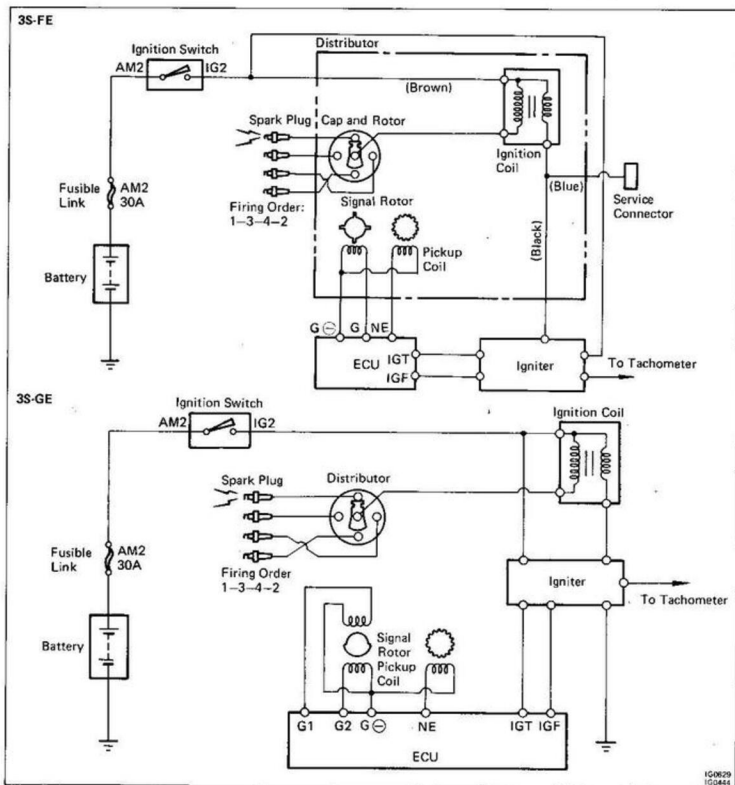 3S-FE
Ignition Switch
AM2
IG2
Distributor
(Brown)
Spark Plug
Cap and Rotor
Ignition
Coil
Fusible
Link
AM2
30A
Firing Order:
1-3-4-2
Signal Rotor
(Blue)
Service
Connector
Pickup
Coil
(Black)
Battery
G ⊖
G
NE
ECU
IGT
IGF
Igniter
To Tachometer
3S-GE
Ignition Switch
AM2
IG2
Ignition Coil
Spark Plug
Distributor
Fusible
Link
AM2
30A
Firing Order
1-3-4-2
Igniter
To Tachometer
Battery
Signal
Rotor
Pickup
Coil
G1
G2
G ⊖
NE
IGT
IGF
ECU
IG0629
IG0444